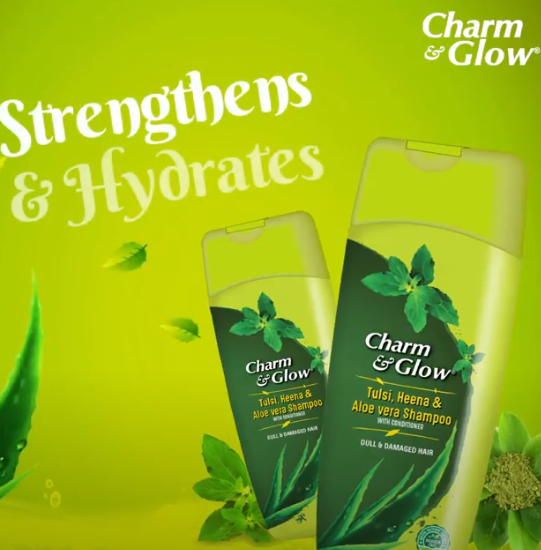 Charm
& Glow®
Strengthens
& Hydrates
Charm
& Glow
Tulsi, Heena &
Aloe vera Shampoo
WITH CONDITIONER
DULL & DAMAGED HAIR
Charm
& Glow
Tulsi, Heena &
Aloe vera Shampoo
WITH CONDITIONER
DULL & DAMAGED HAIR